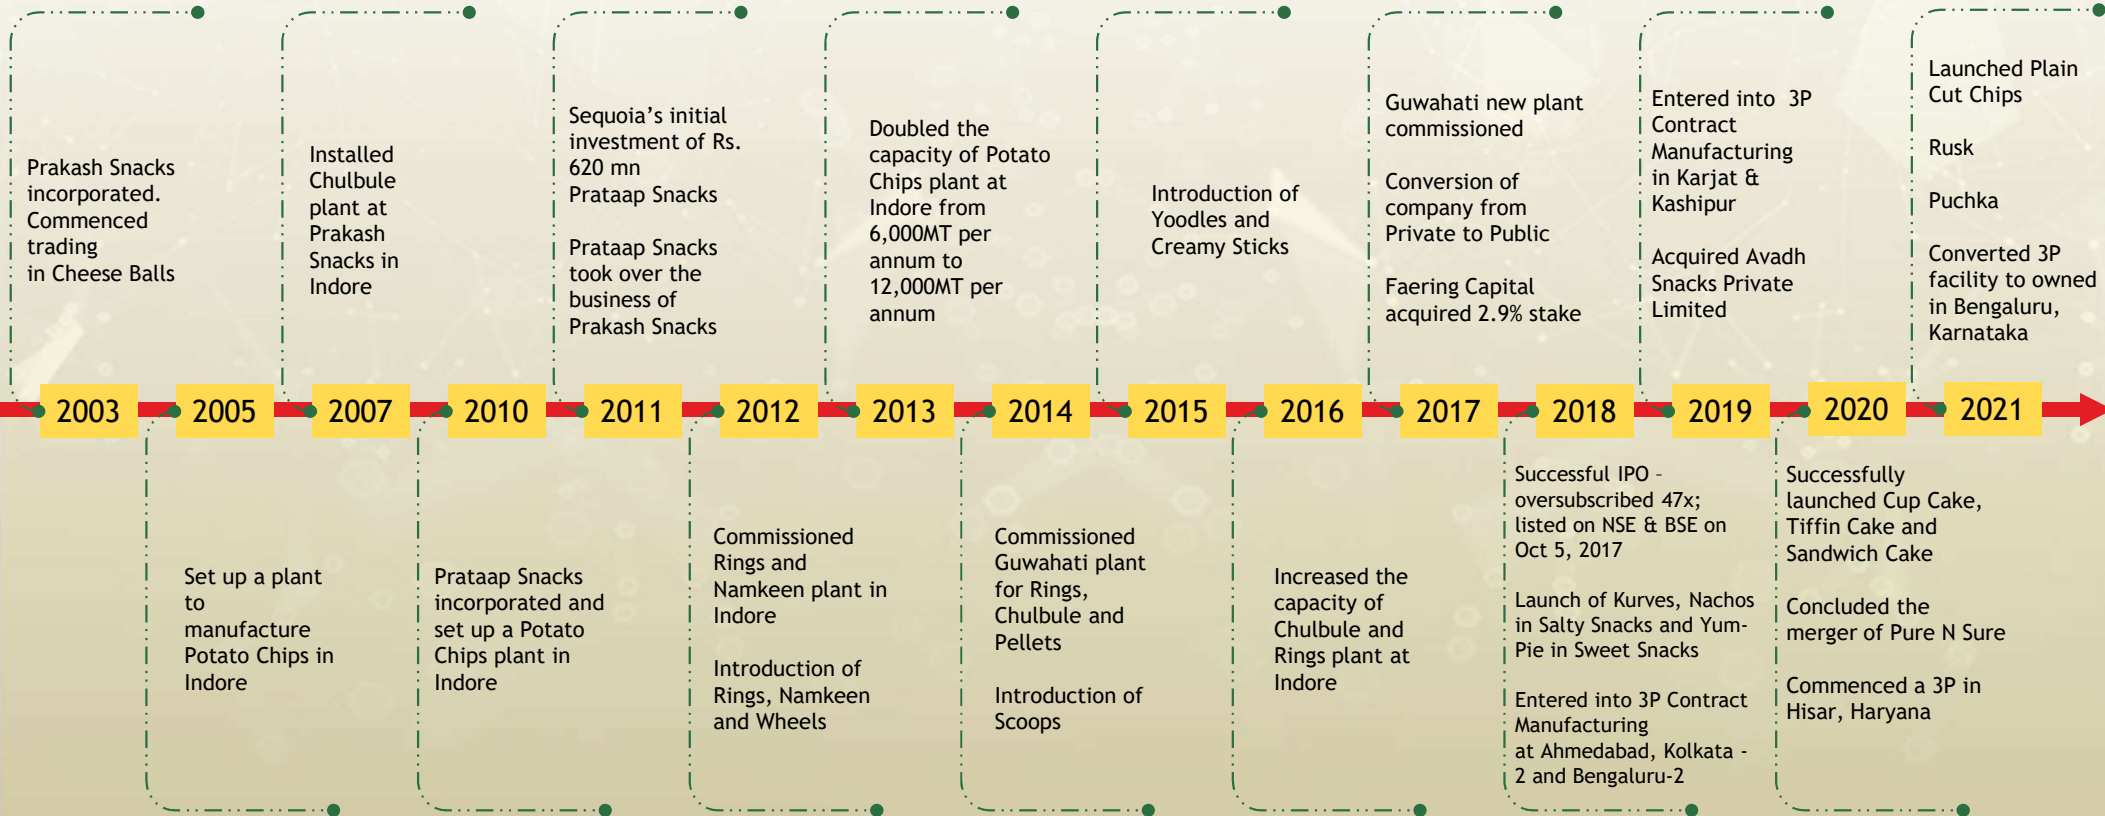 Prakash Snacks
incorporated.
Commenced
trading
in Cheese Balls
Installed
Chulbule
plant at
Prakash
Snacks in
Indore
Sequoia’s initial
investment of Rs.
620 mn
Prataap Snacks
Prataap Snacks
took over the
business of
Prakash Snacks
Doubled the
capacity of Potato
Chips plant at
Indore from
6,000MT per
annum to
12,000MT per
annum
Introduction of
Yoodles and
Creamy Sticks
Guwahati new plant
commissioned
Conversion of
company from
Private to Public
Faering Capital
acquired 2.9% stake
Entered into 3P
Contract
Manufacturing
in Karjat &
Kashipur
Acquired Avadh
Snacks Private
Limited
Launched Plain
Cut Chips
Rusk
Puchka
Converted 3P
facility to owned
in Bengaluru,
Karnataka
2003 2005 2007 2010 2011 2012 2013 2014 2015 2016 2017 2018 2019 2020 2021
Set up a plant
to
manufacture
Potato Chips in
Indore
Prataap Snacks
incorporated and
set up a Potato
Chips plant in
Indore
Commissioned
Rings and
Namkeen plant in
Indore
Introduction of
Rings, Namkeen
and Wheels
Commissioned
Guwahati plant
for Rings,
Chulbule and
Pellets
Introduction of
Scoops
Increased the
capacity of
Chulbule and
Rings plant at
Indore
Successful IPO –
oversubscribed 47x;
listed on NSE & BSE on
Oct 5, 2017
Launch of Kurves, Nachos
in Salty Snacks and Yum-
Pie in Sweet Snacks
Entered into 3P Contract
Manufacturing
at Ahmedabad, Kolkata -
2 and Bengaluru-2
Successfully
launched Cup Cake,
Tiffin Cake and
Sandwich Cake
Concluded the
merger of Pure N Sure
Commenced a 3P in
Hisar, Haryana